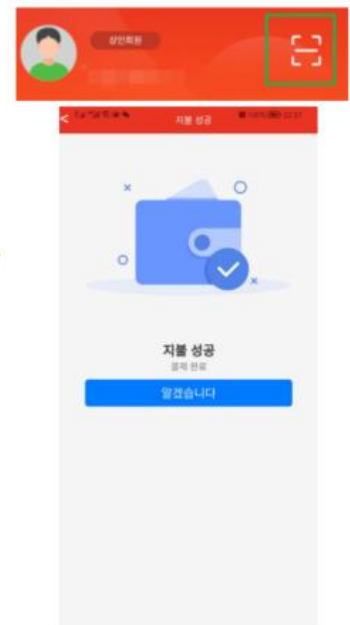 상인회원
지불 성공
지불 성공
결제 완료
알겠습니다